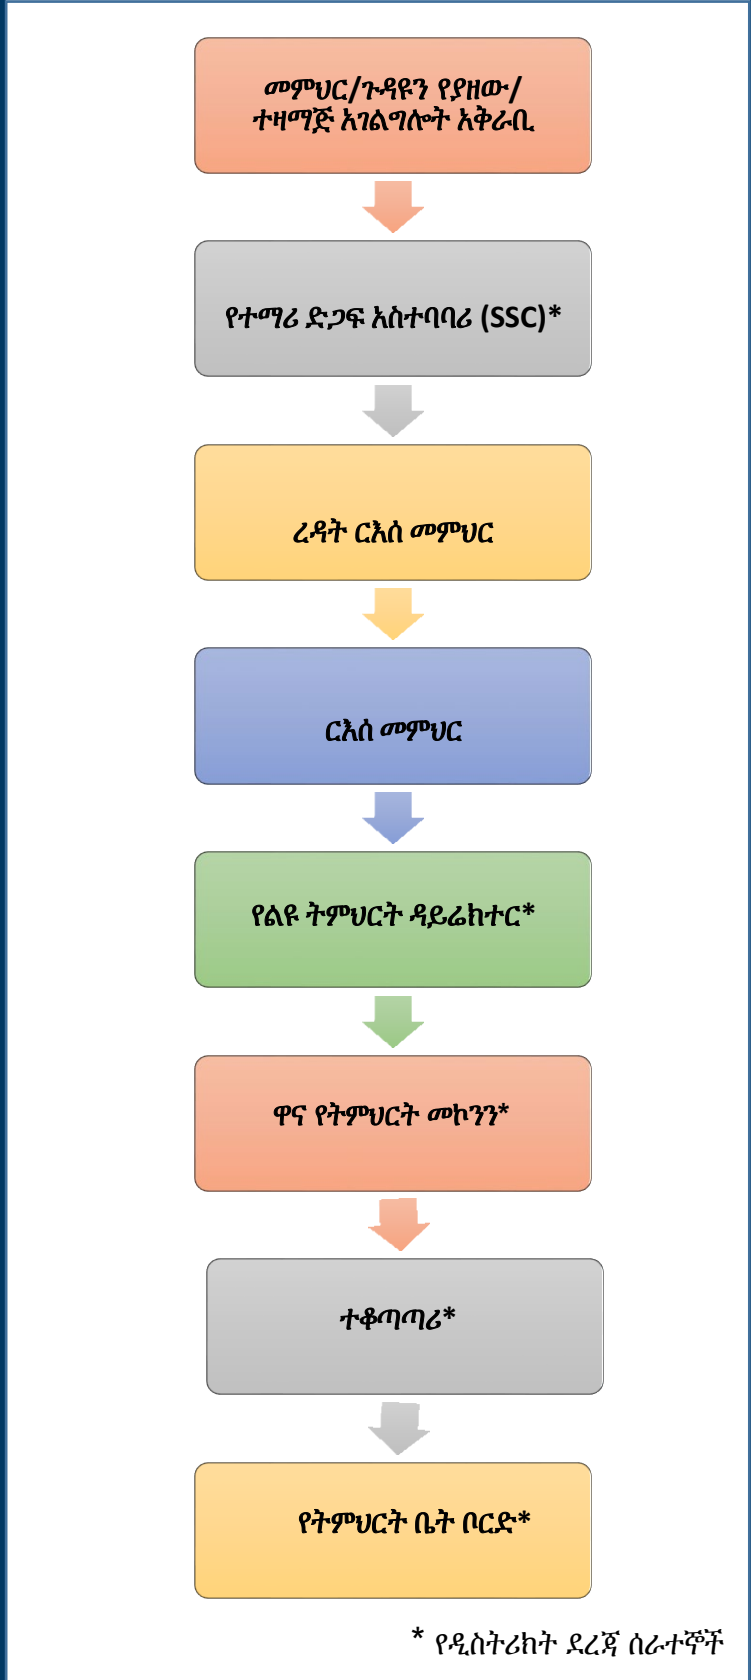 መምህር/ጉዳዩን የያዘው/
ተዛማጅ አገልግሎት አቅራቢ
የተማሪ ድጋፍ አስተባባሪ (SSC)*
ረዳት ርእሰ መምህር
ርእሰ መምህር
የልዩ ትምህርት ዳይሬክተር*
ዋና የትምህርት መኮንን*
ተቆጣጣሪ*
የትምህርት ቤት ቦርድ*
* የዲስትሪክት ደረጃ ሰራተኞች